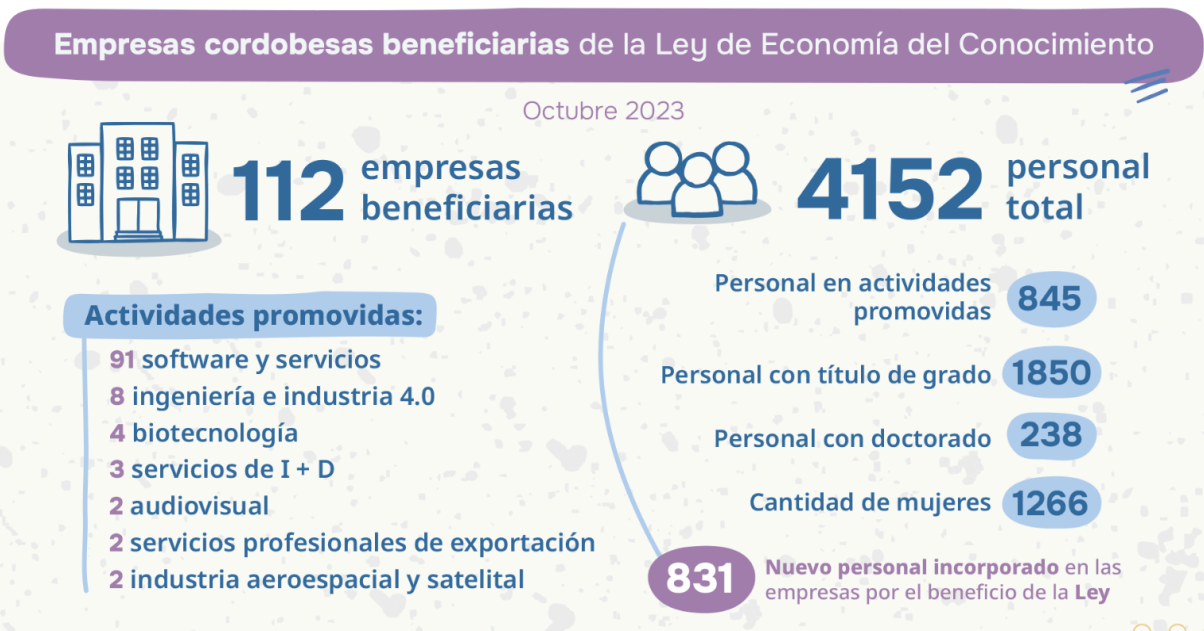 Empresas cordobesas beneficiarias de la Ley de Economía del Conocimiento
Octubre 2023
112 empresas
beneficiarias
4152 personal
total
Actividades promovidas:
91 software y servicios
8 ingeniería e industria 4.0
4 biotecnología
3 servicios de I + D
2 audiovisual
2 servicios profesionales de exportación
2 industria aeroespacial y satelital
Personal en actividades
promovidas 845
Personal con título de grado 1850
Personal con doctorado 238
Cantidad de mujeres 1266
831 Nuevo personal incorporado en las
empresas por el beneficio de la Ley